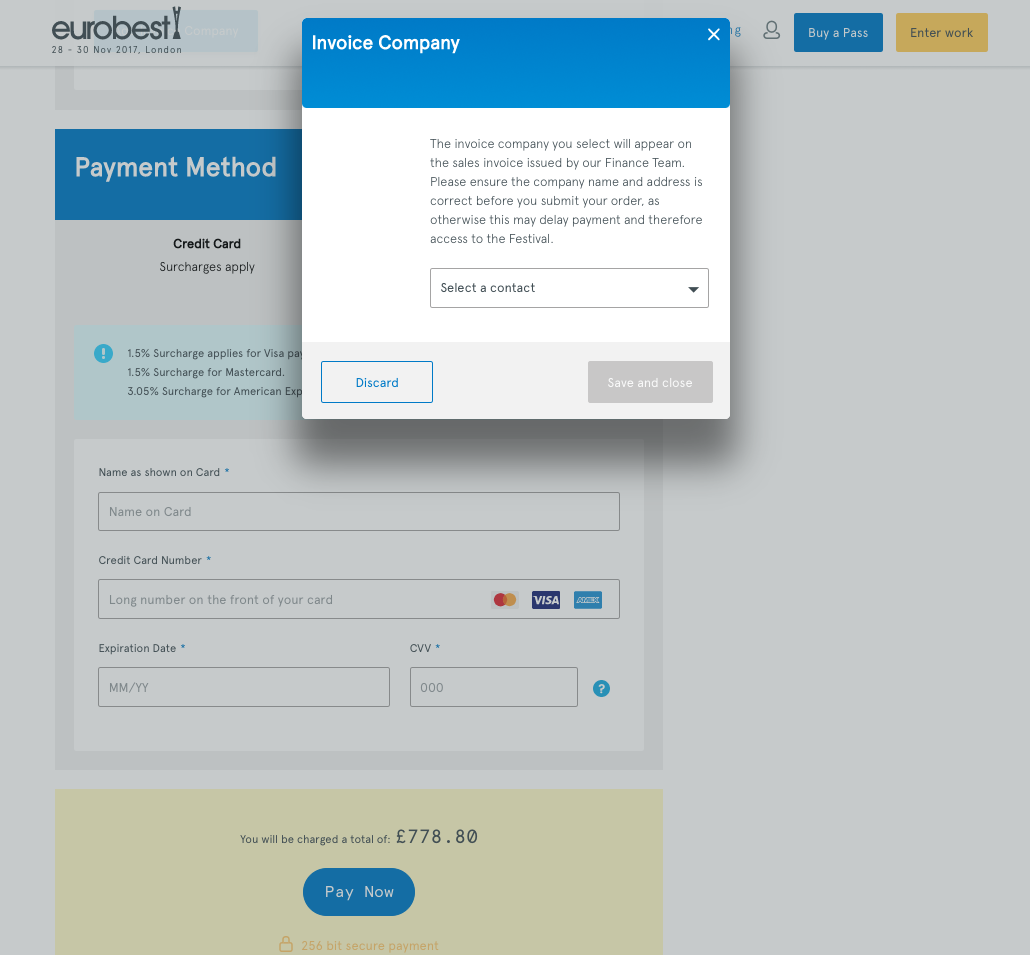 eurobest
28 - 30 Nov 2017, London
Company
ng
Buy a Pass
Enter work
Invoice Company
The invoice company you select will appear on
the sales invoice issued by our Finance Team.
Please ensure the company name and address is
correct before you submit your order, as
otherwise this may delay payment and therefore
access to the Festival.
Select a contact
Discard
Save and close
Payment Method
Credit Card
Surcharges apply
1.5% Surcharge applies for Visa pay
1.5% Surcharge for Mastercard.
3.05% Surcharge for American Exp
Name as shown on Card *
Name on Card
Credit Card Number *
Long number on the front of your card
VISA
AMEX
Expiration Date *
CVV *
MM/YY
000
?
You will be charged a total of: £778.80
Pay Now
256 bit secure payment